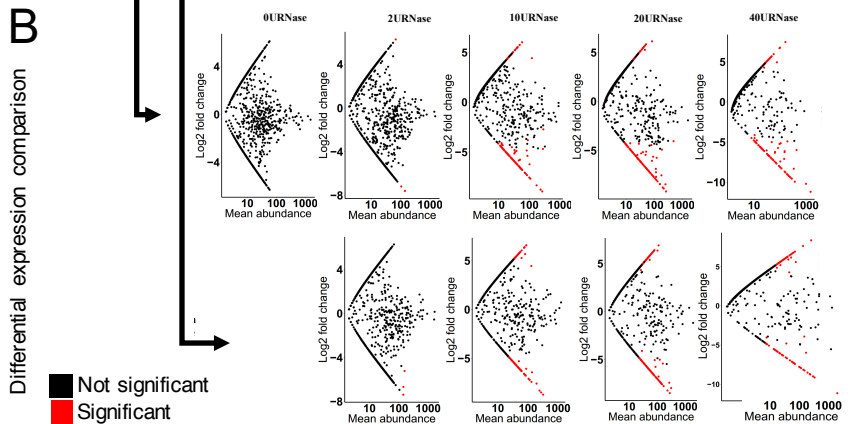 B
0URNase
2URNase
10URNase
20URNase
40URNase
Differential expression comparison
Log2 fold change
4
0
−4
10 100 1000
Mean abundance
Log2 fold change
4
0
−4
−8
10 100 1000
Mean abundance
Log2 fold change
5
0
−5
10 100 1000
Mean abundance
Log2 fold change
5
0
−5
10 100 1000
Mean abundance
Log2 fold change
5
0
−5
−10
10 1000
Mean abundance
Log2 fold change
4
0
−4
−8
10 100 1000
Mean abundance
Log2 fold change
5
0
−5
10 100 1000
Mean abundance
Log2 fold change
5
0
−5
10 100 1000
Mean abundance
Log2 fold change
5
0
−5
−10
10 100 1000
Mean abundance
Not significant
Significant